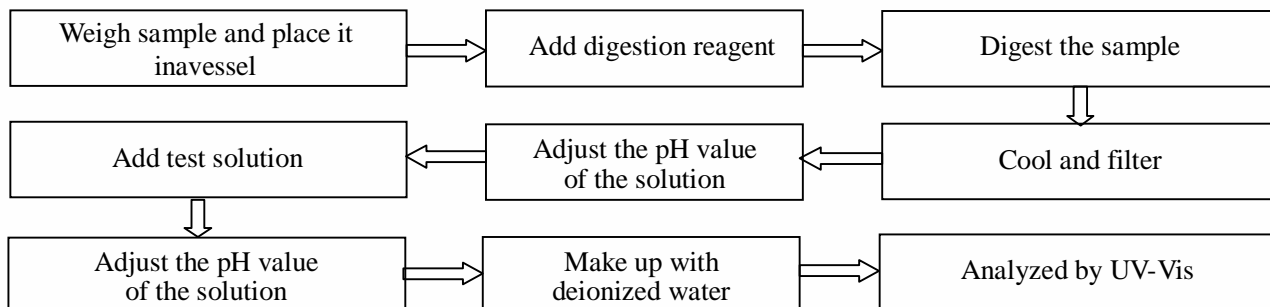 Weigh sample and place it
inavessel
Add digestion reagent
Digest the sample
Cool and filter
Adjust the pH value
of the solution
Add test solution
Adjust the pH value
of the solution
Make up with
deionized water
Analyzed by UV-Vis